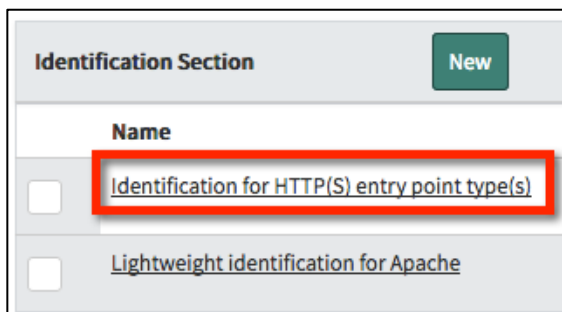 Identification Section
New
Name
Identification for HTTP(S) entry point type(s)
Lightweight identification for Apache